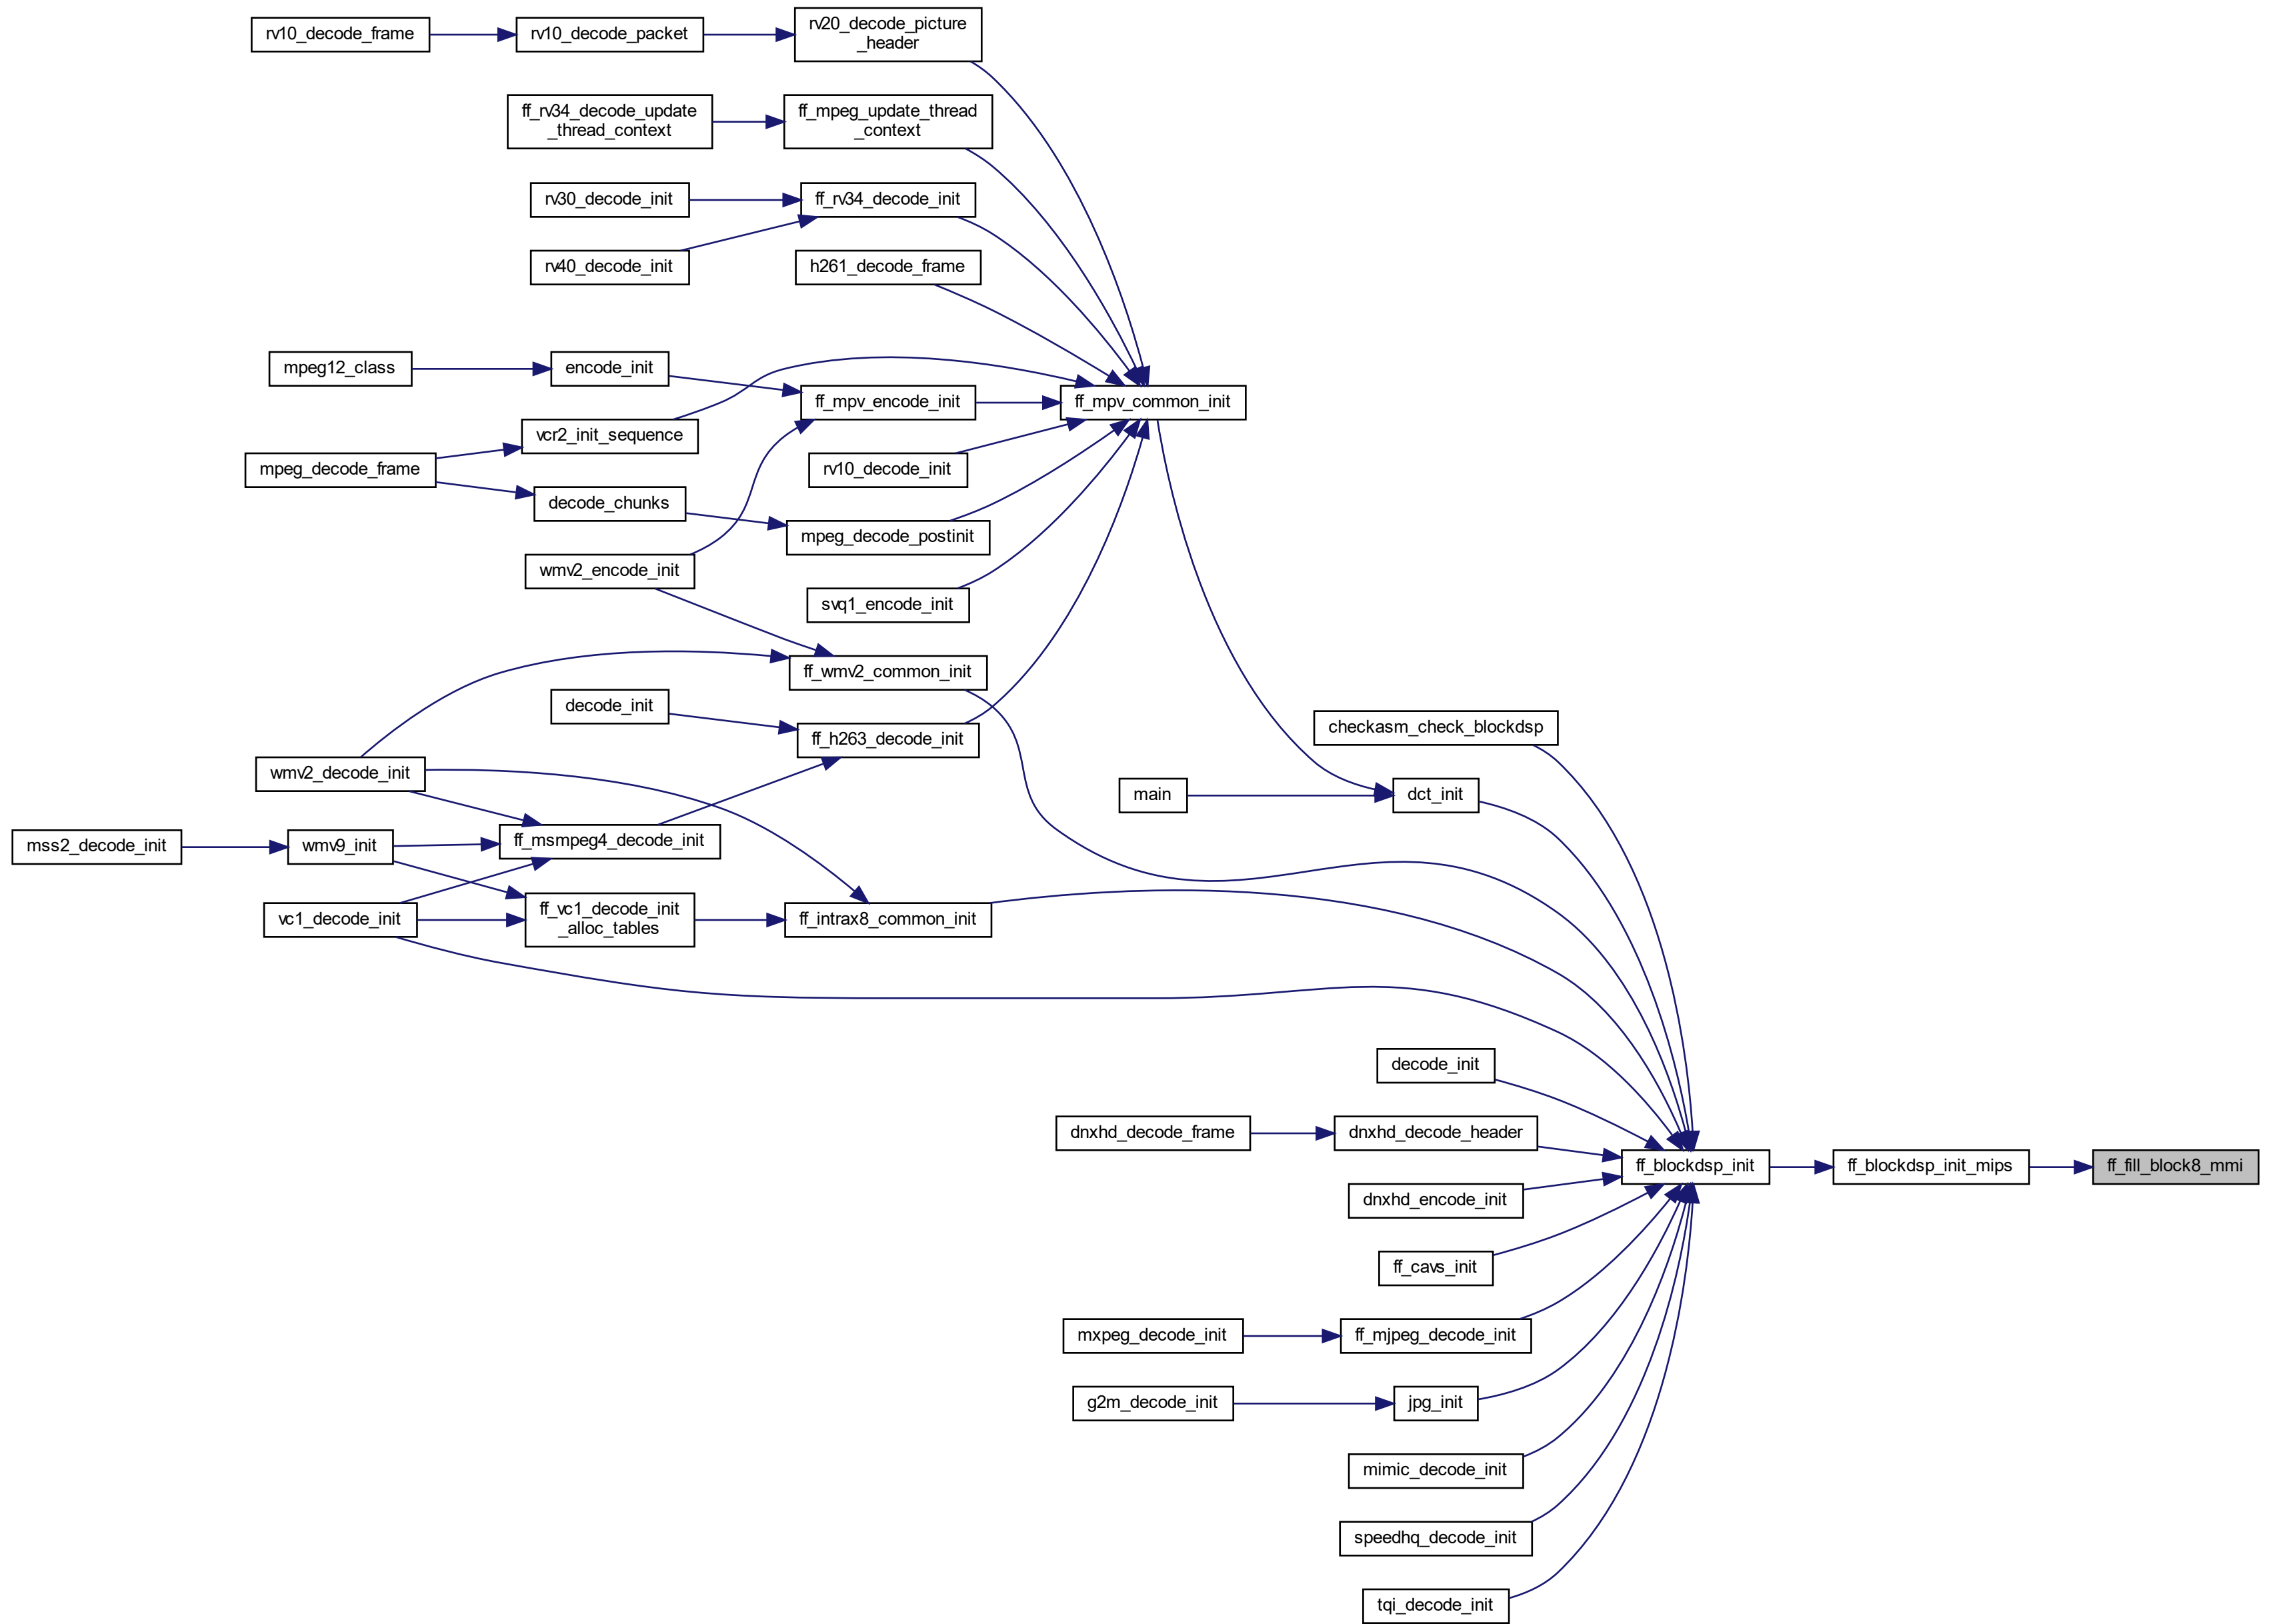 rv10_decode_frame
rv10_decode_packet
rv20_decode_picture
_header
ff_rv34_decode_update
_thread_context
ff_mpeg_update_thread
_context
rv30_decode_init
ff_rv34_decode_init
rv40_decode_init
h261_decode_frame
mpeg12_class
encode_init
ff_mpv_encode_init
ff_mpv_common_init
vcr2_init_sequence
mpeg_decode_frame
rv10_decode_init
decode_chunks
mpeg_decode_postinit
wmv2_encode_init
svq1_encode_init
ff_wmv2_common_init
decode_init
ff_h263_decode_init
checkasm_check_blockdsp
wmv2_decode_init
main
dct_init
mss2_decode_init
wmv9_init
ff_msmpeg4_decode_init
vc1_decode_init
ff_vc1_decode_init
_alloc_tables
ff_intrax8_common_init
decode_init
dnxhd_decode_frame
dnxhd_decode_header
ff_blockdsp_init
ff_blockdsp_init_mips
ff_fill_block8_mmi
dnxhd_encode_init
ff_cavs_init
mxpeg_decode_init
ff_mjpeg_decode_init
g2m_decode_init
jpg_init
mimic_decode_init
speedhq_decode_init
tqi_decode_init